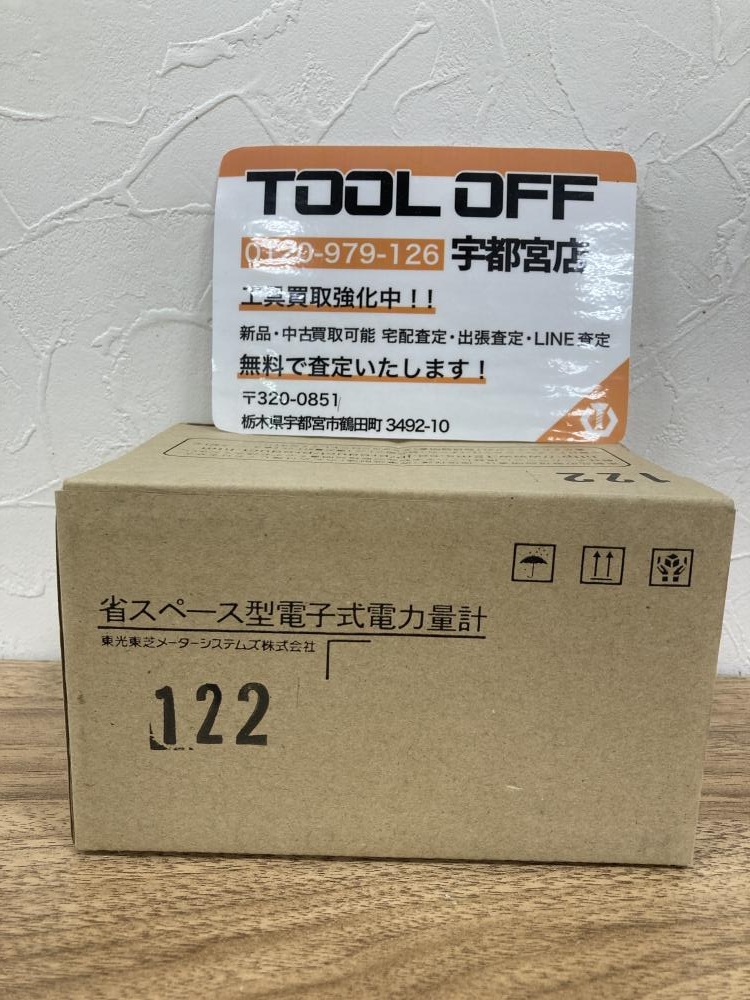 TOOL OFF
0120-979-126 宇都宮店
工具買取強化中!!
新品・中古買取可能 宅配査定・出張査定・LINE査定
無料で査定いたします!
〒320-0851
栃木県宇都宮市鶴田町 3492-10
122
省スペース型電子式電力量計
東光東芝メーターシステムズ株式会社
122